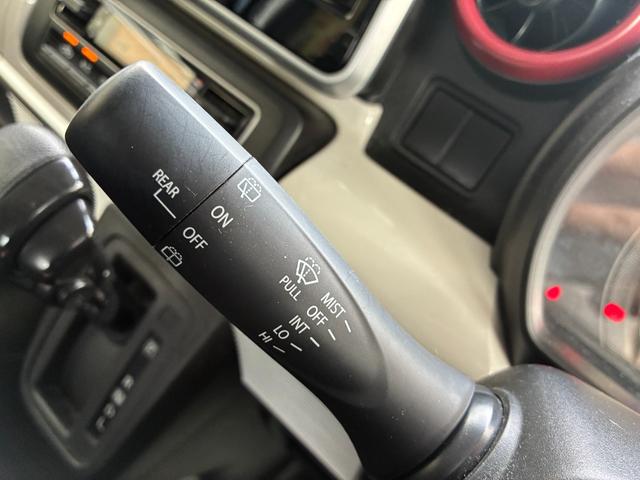 REAR
ON
OFF
PULL
MIST
OFF
INT
LO
HI